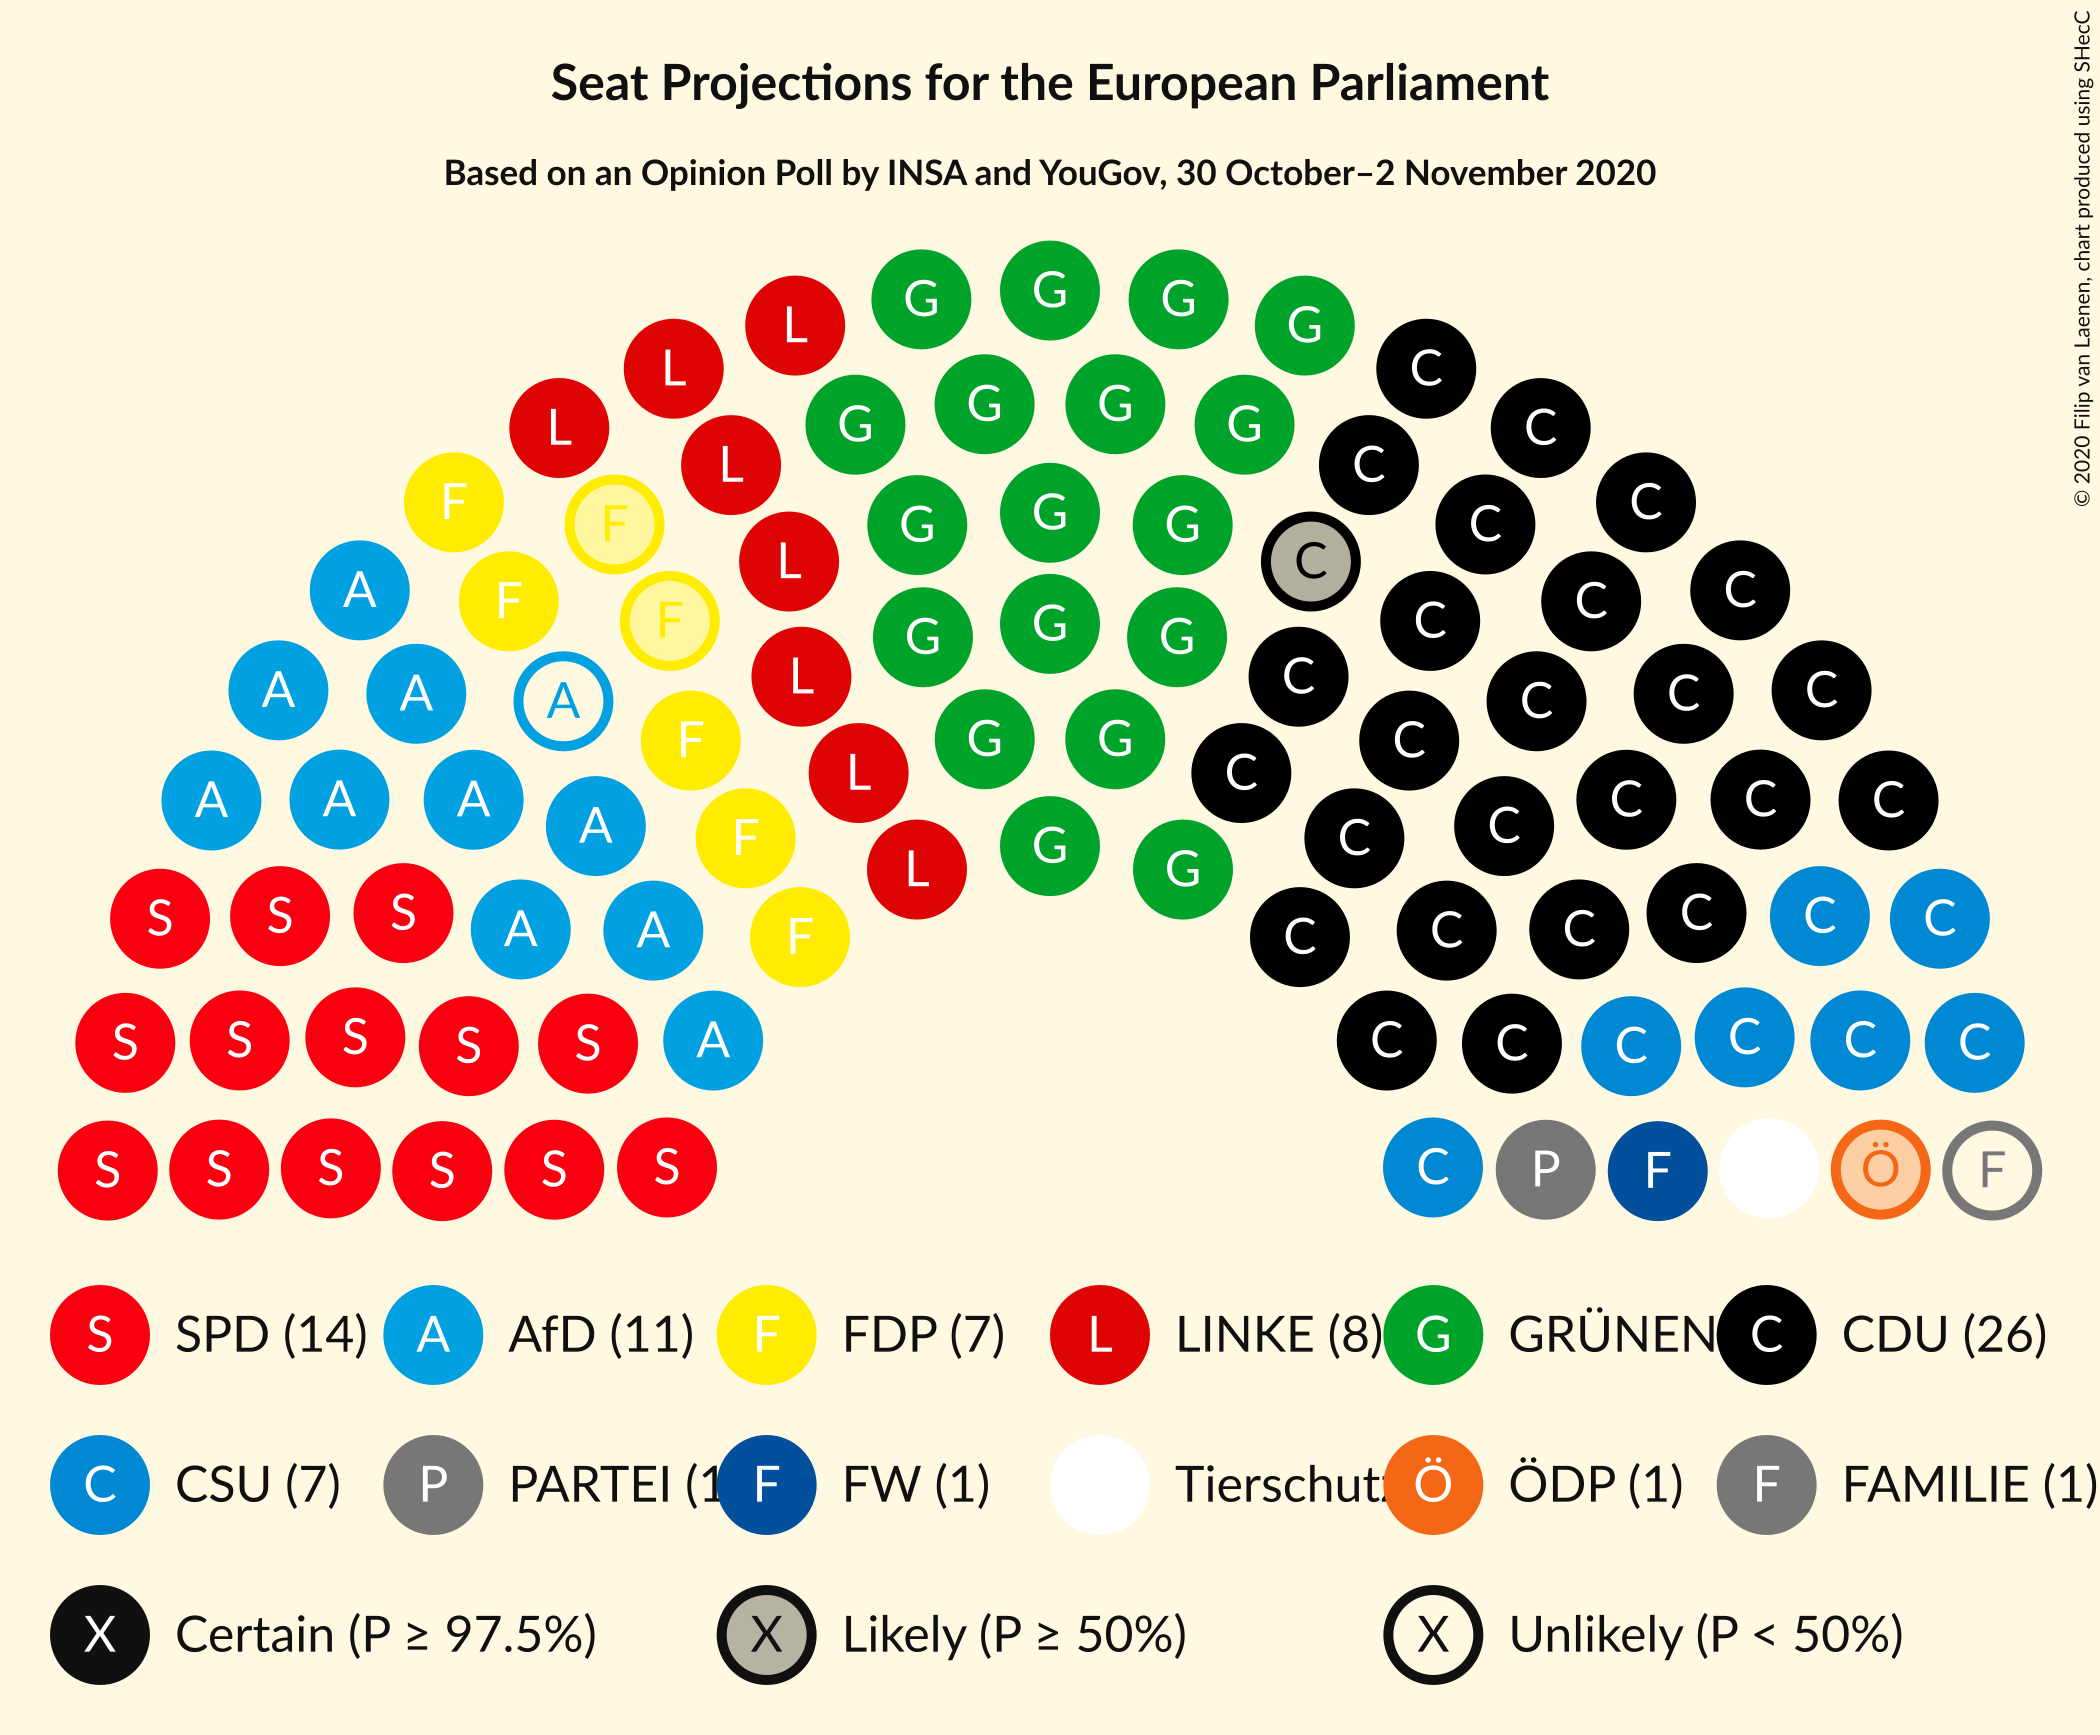 Seat Projections for the European Parliament
Based on an Opinion Poll by INSA and YouGov, 30 October–2 November 2020
© 2020 Filip van Laenen, chart produced using SHecC
G G G G
L L
L G G G G C
L C C
F L G G G C C C
F L C
A F A F L G G G C C C C C
A A A F L G G C C C C C
A A A A F L G G C C C C C C
S S S A A F L C C C C C C
S S S S S A C C C C C C
S S S S S S C P F Ö F
S SPD (14) A AfD (11) F FDP (7) L LINKE (8) G GRÜNEN C CDU (26)
C CSU (7) P PARTEI (1 F FW (1) Tierschutz Ö ÖDP (1) F FAMILIE (1)
X Certain (P ≥ 97.5%) X Likely (P ≥ 50%) X Unlikely (P < 50%)